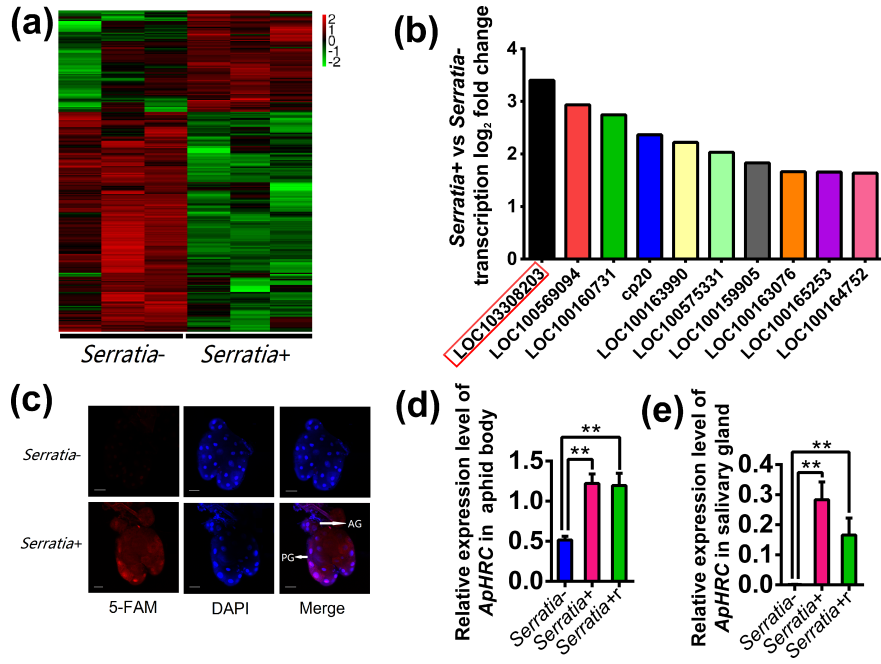 (a)
2
1
0
-1
-2
Serratia-
Serratia+
(b)
Serratia+ vs Serratia-
transcription log2 fold change
4
3
2
1
0
LOC103308203
LOC100569094
LOC100160731
cp20
LOC100163990
LOC100575331
LOC100159905
LOC100163076
LOC100165253
LOC100164752
(c)
Serratia-
Serratia+
AG
PG
5-FAM
DAPI
Merge
(d)
Relative expression level of
ApHRC in aphid body
1.5
1.0
0.5
0.0
**
**
Serratia-
Serratia+
Serratia+r
(e)
Relative expression level of
ApHRC in salivary gland
0.4
0.3
0.2
0.1
0.0
**
**
Serratia-
Serratia+
Serratia+r